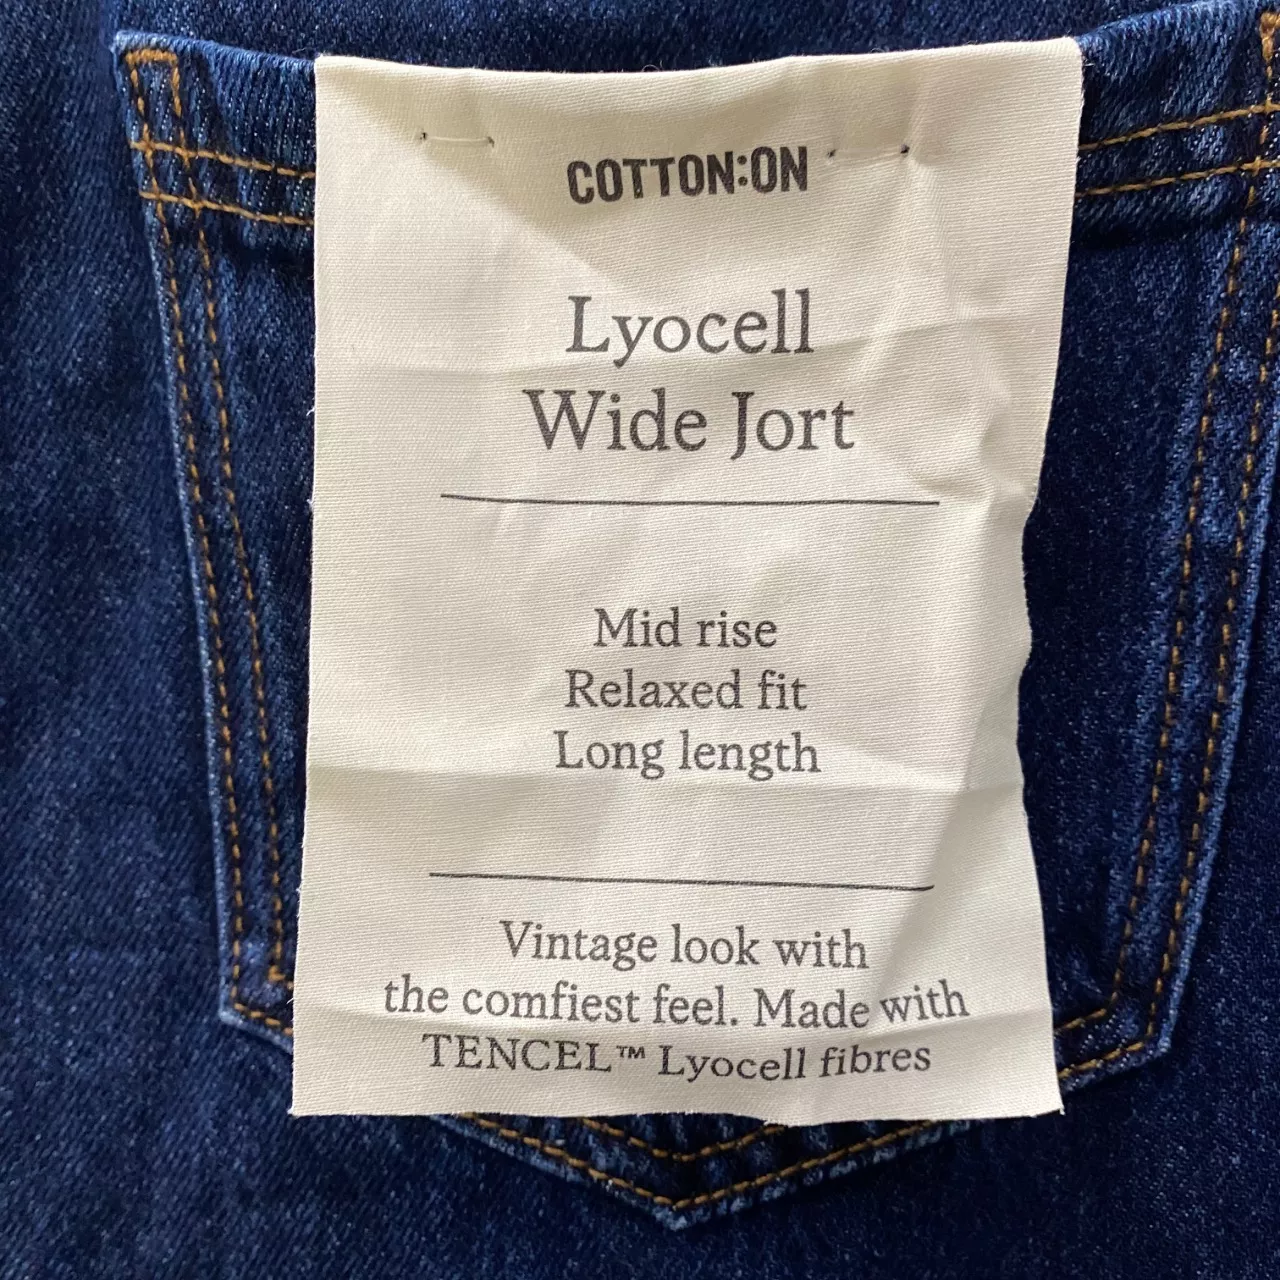 COTTON:ON
Lyocell
Wide Jort
Mid rise
Relaxed fit
Long length
Vintage look with
the comfiest feel. Made with
TENCEL™ Lyocell fibres